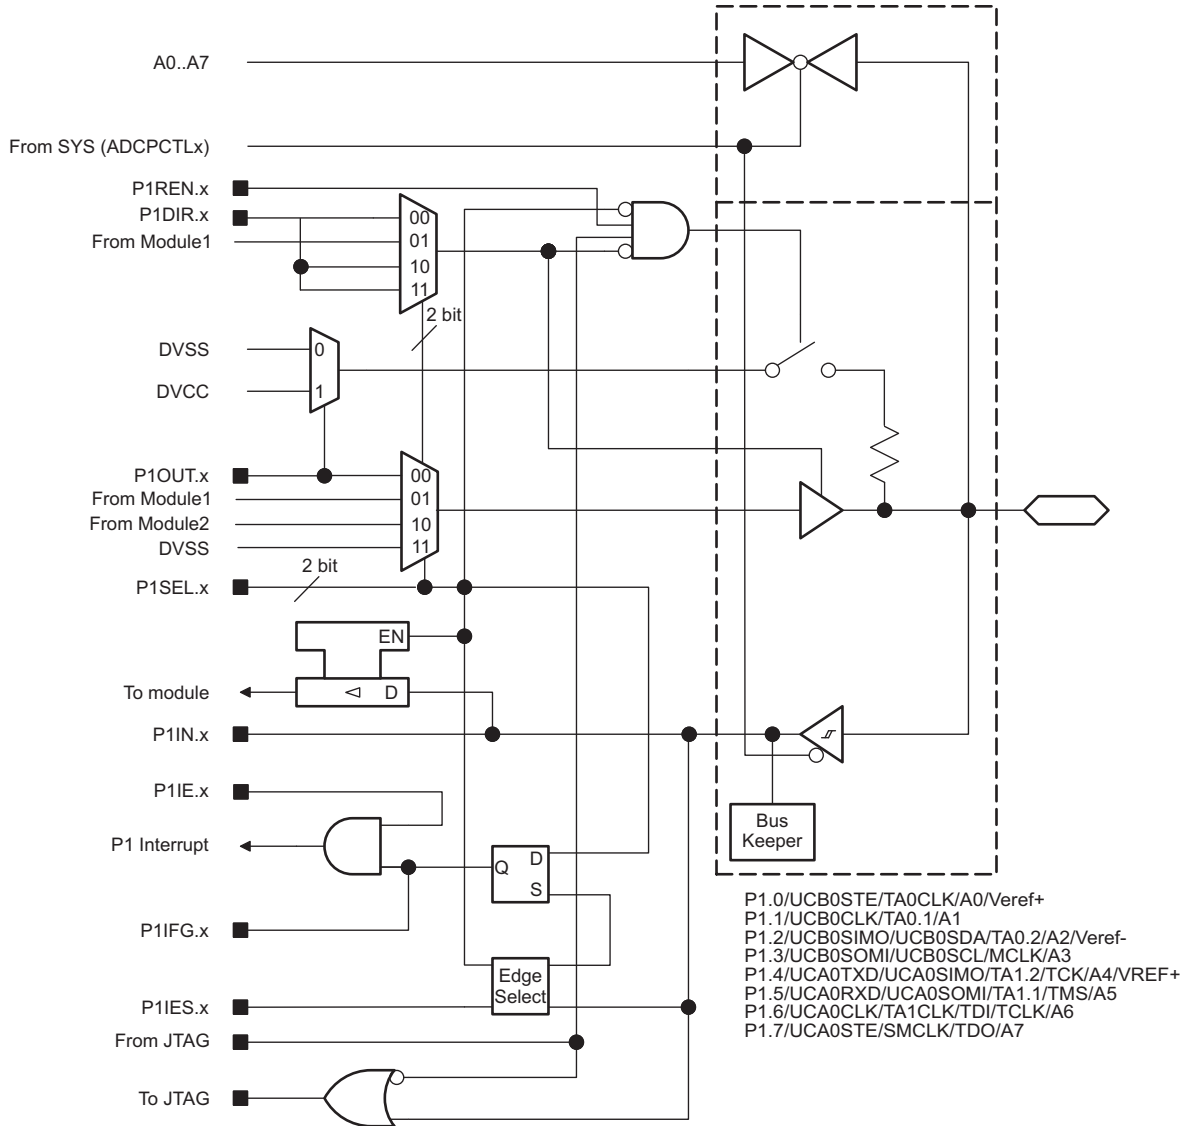 A0..A7
From SYS (ADCPCTLx)
P1REN.x
P1DIR.x
From Module1
00
01
10
11
2 bit
DVSS
DVCC
0
1
P1OUT.x
From Module1
From Module2
DVSS
00
01
10
11
P1SEL.x
2 bit
EN
To module
D
P1IN.x
P1IE.x
P1 Interrupt
Q
D
S
Bus
Keeper
P1IFG.x
P1IES.x
Edge
Select
From JTAG
To JTAG
P1.0/UCB0STE/TA0CLK/A0/Veref+
P1.1/UCB0CLK/TA0.1/A1
P1.2/UCB0SIMO/UCB0SDA/TA0.2/A2/Veref-
P1.3/UCB0SOMI/UCB0SCL/MCLK/A3
P1.4/UCA0TXD/UCA0SIMO/TA1.2/TCK/A4/VREF+
P1.5/UCA0RXD/UCA0SOMI/TA1.1/TMS/A5
P1.6/UCA0CLK/TA1CLK/TDI/TCLK/A6
P1.7/UCA0STE/SMCLK/TDO/A7